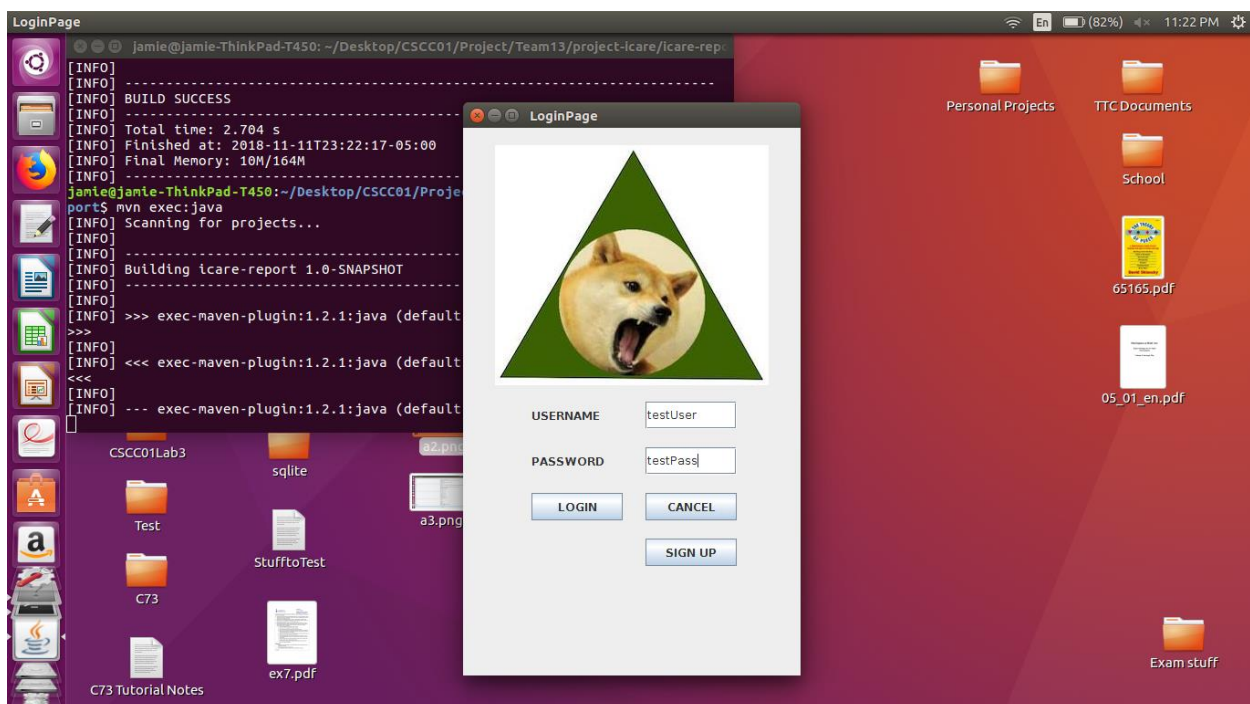 LoginPage
En
(82%)
11:22 PM
jamie@jamie-ThinkPad-T450: ~/Desktop/CSCC01/Project/Team13/project-icare/icare-repo
[INFO]
[INFO] ------------------------------------------------------------------------
[INFO] BUILD SUCCESS
[INFO] ------------------------------------------------------------------------
[INFO] Total time: 2.704 s
[INFO] Finished at: 2018-11-11T23:22:17-05:00
[INFO] Final Memory: 10M/164M
[INFO] ------------------------------------------------------------------------
jamie@jamie-ThinkPad-T450:~/Desktop/CSCC01/Proje
port$ mvn exec:java
[INFO] Scanning for projects...
[INFO]
[INFO] ------------------------------------------------------------------------
[INFO] Building icare-report 1.0-SNAPSHOT
[INFO] ------------------------------------------------------------------------
[INFO]
[INFO] >>> exec-maven-plugin:1.2.1:java (default
>>>
[INFO]
[INFO] <<< exec-maven-plugin:1.2.1:java (default
<<<
[INFO]
[INFO] --- exec-maven-plugin:1.2.1:java (default
LoginPage
USERNAME
testUser
PASSWORD
testPass
LOGIN
CANCEL
SIGN UP
Personal Projects
TTC Documents
School
65165.pdf
05_01_en.pdf
Exam stuff
CSCC01Lab3
sqlite
a2.png
Test
StufftoTest
a3.png
C73
ex7.pdf
C73 Tutorial Notes